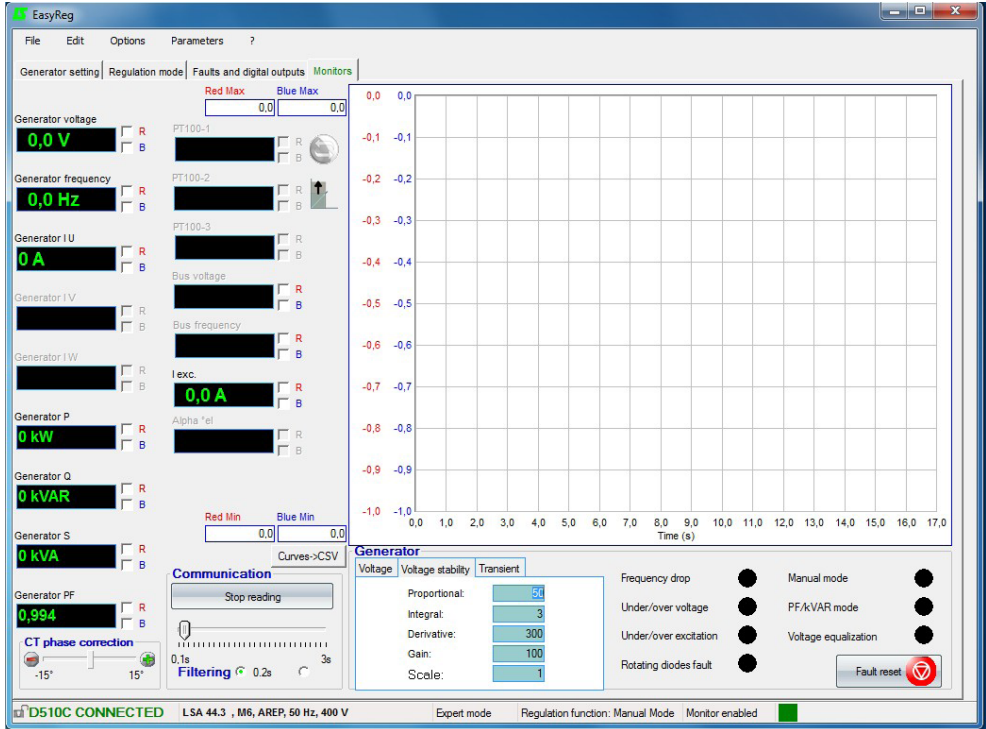 EasyReg
File Edit Options Parameters ?
Generator setting Regulation mode Faults and digital outputs Monitors
Red Max Blue Max
0,0 0,0
Generator voltage
0,0 V
R
B
Generator frequency
0,0 Hz
R
B
Generator I U
0 A
R
B
Generator I V
R
B
Generator I W
R
B
Generator P
0 kW
R
B
Generator Q
0 kVAR
R
B
Generator S
0 kVA
R
B
Generator PF
0,994
R
B
CT phase correction
-15° 15°
PT100-1
R
B
PT100-2
R
B
PT100-3
R
B
Bus voltage
R
B
Bus frequency
R
B
I exc.
0,0 A
R
B
Alpha °el
R
B
Red Min Blue Min
0,0 0,0
Curves->CSV
Communication
Stop reading
0,1s 3s
Filtering 0.2s
0,0 0,0
-0,1 -0,1
-0,2 -0,2
-0,3 -0,3
-0,4 -0,4
-0,5 -0,5
-0,6 -0,6
-0,7 -0,7
-0,8 -0,8
-0,9 -0,9
-1,0 -1,0
0,0 1,0 2,0 3,0 4,0 5,0 6,0 7,0 8,0 9,0 10,0 11,0 12,0 13,0 14,0 15,0 16,0 17,0
Time (s)
Generator
Voltage Voltage stability Transient
Proportional: 50
Integral: 3
Derivative: 300
Gain: 100
Scale: 1
Frequency drop
Under/over voltage
Under/over excitation
Rotating diodes fault
Manual mode
PF/kVAR mode
Voltage equalization
Fault reset
D510C CONNECTED LSA 44.3 , M6, AREP, 50 Hz, 400 V Expert mode Regulation function: Manual Mode Monitor enabled